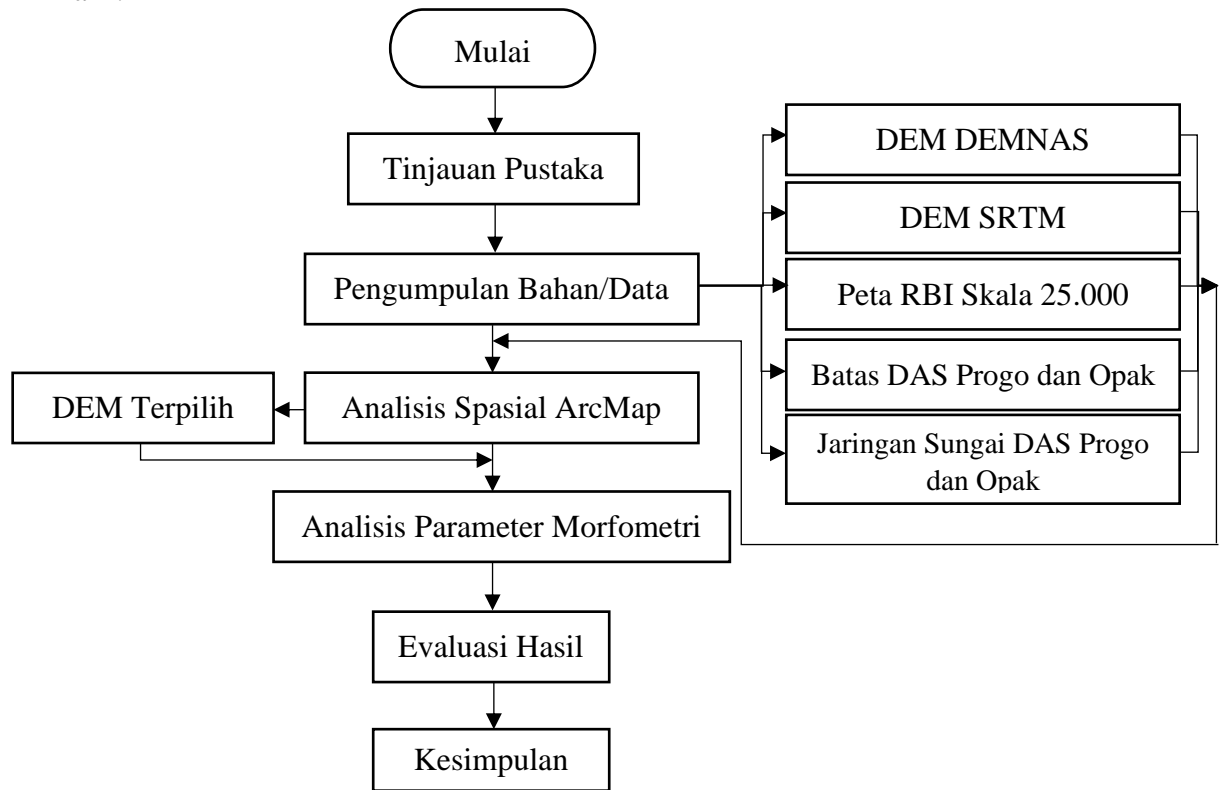 Mulai
Tinjauan Pustaka
Pengumpulan Bahan/Data
DEM DEMNAS
DEM SRTM
Peta RBI Skala 25.000
Batas DAS Progo dan Opak
Jaringan Sungai DAS Progo
dan Opak
DEM Terpilih
Analisis Spasial ArcMap
Analisis Parameter Morfometri
Evaluasi Hasil
Kesimpulan